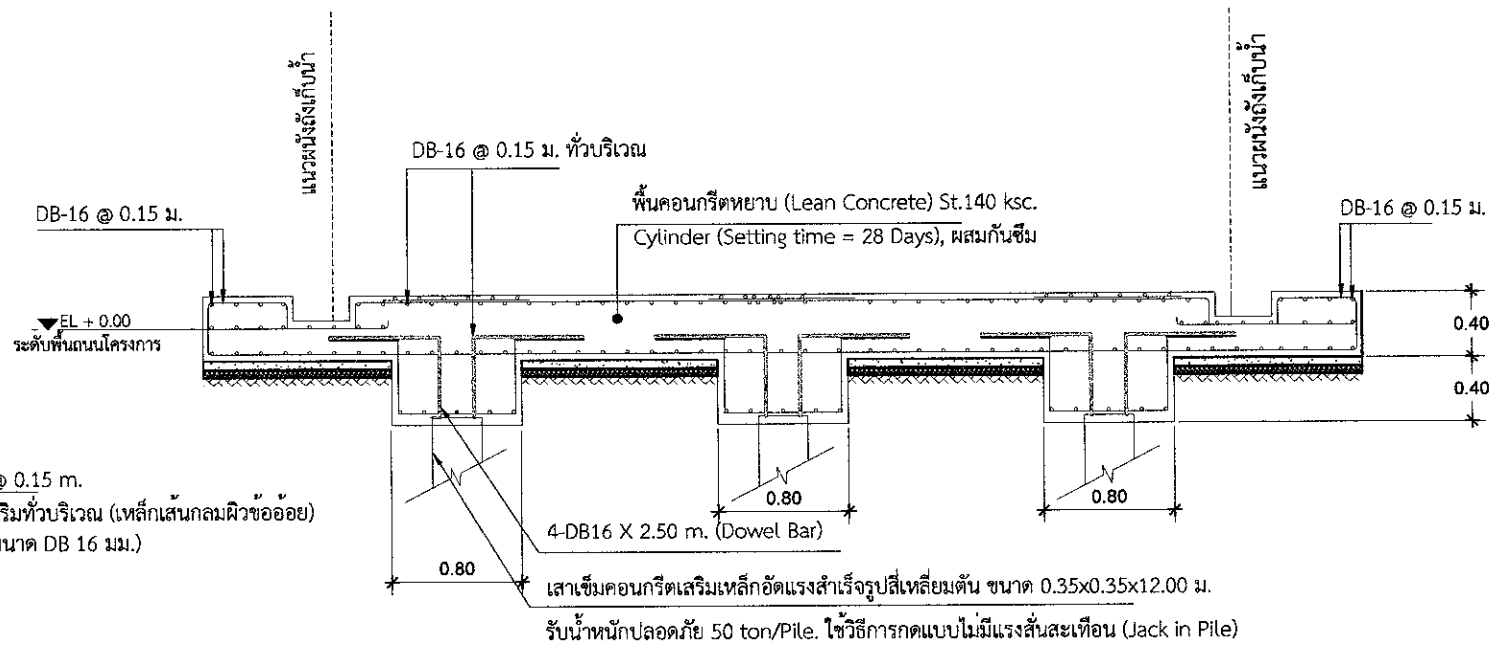 แนวผนังถังเก็บน้ำ
แนวผนังถังเก็บน้ำ
DB-16 @ 0.15 ม. ทั่วบริเวณ
พื้นคอนกรีตหยาบ (Lean Concrete) St.140 ksc.
Cylinder (Setting time = 28 Days), ผสมกันซึม
DB-16 @ 0.15 ม.
DB-16 @ 0.15 ม.
EL + 0.00
ระดับพื้นถนนโครงการ
0.40
0.40
@ 0.15 m.
ริมทั่วบริเวณ (เหล็กเส้นกลมผิวข้ออ้อย)
นาด DB 16 มม.)
0.80
0.80
4-DB16 X 2.50 m. (Dowel Bar)
0.80
เสาเข็มคอนกรีตเสริมเหล็กอัดแรงสำเร็จรูปสี่เหลี่ยมตัน ขนาด 0.35x0.35x12.00 ม.
รับน้ำหนักปลอดภัย 50 ton/Pile. ใช้วิธีการกดแบบไม่มีแรงสั่นสะเทือน (Jack in Pile)